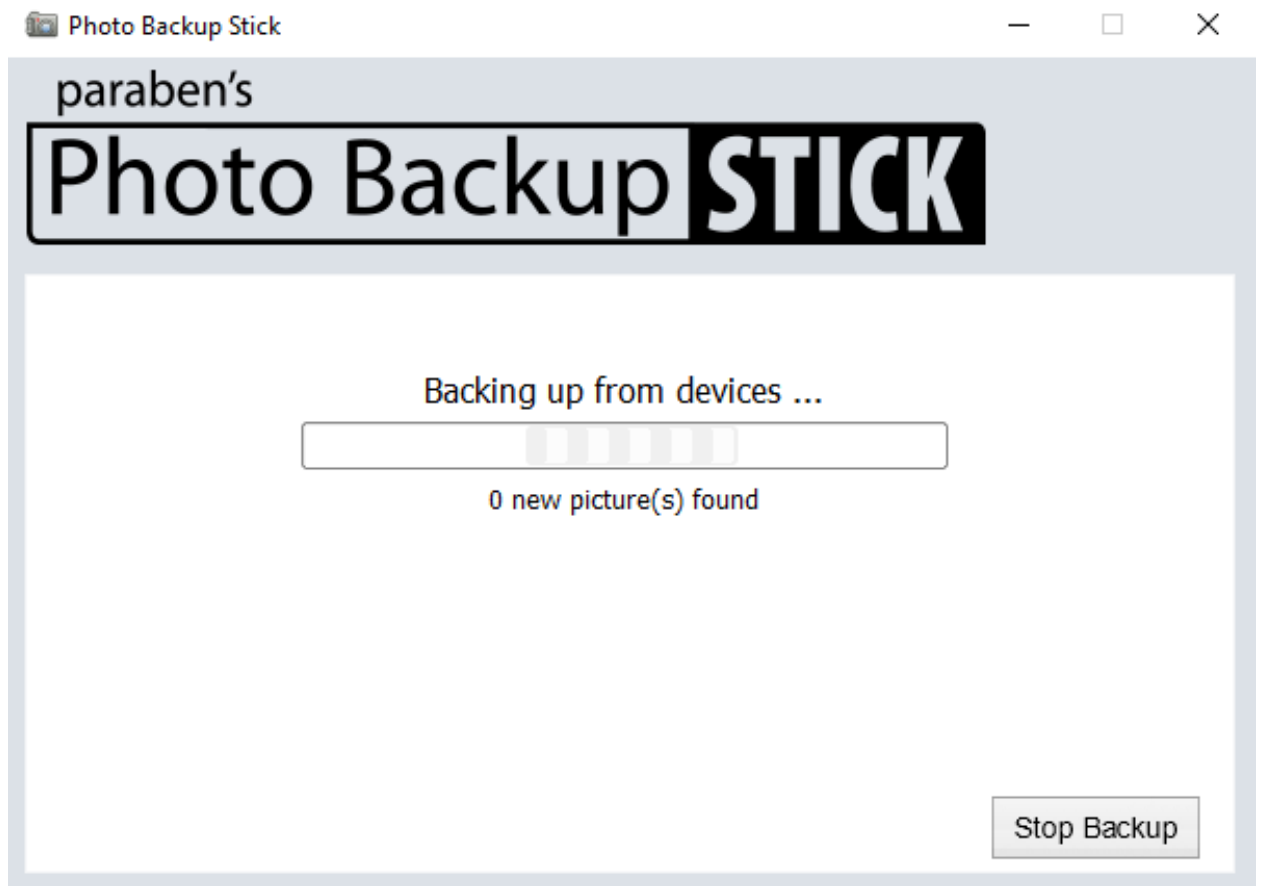 Photo Backup Stick
paraben's
Photo Backup STICK
Backing up from devices ...
0 new picture(s) found
Stop Backup